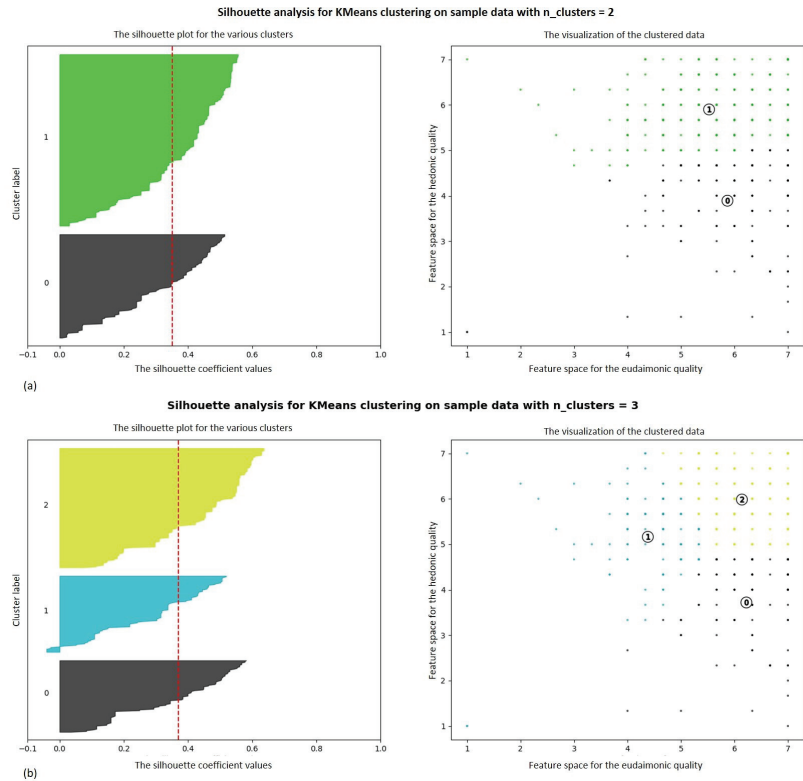 Silhouette analysis for KMeans clustering on sample data with n_clusters = 2
The silhouette plot for the various clusters
The visualization of the clustered data
Cluster label
1
0
−0.1 0.0 0.2 0.4 0.6 0.8 1.0
The silhouette coefficient values
Feature space for the hedonic quality
7
6
5
4
3
2
1
1
0
1 2 3 4 5 6 7
Feature space for the eudaimonic quality
(a)
Silhouette analysis for KMeans clustering on sample data with n_clusters = 3
The silhouette plot for the various clusters
The visualization of the clustered data
Cluster label
2
1
0
−0.1 0.0 0.2 0.4 0.6 0.8 1.0
The silhouette coefficient values
Feature space for the hedonic quality
7
6
5
4
3
2
1
2
1
0
1 2 3 4 5 6 7
Feature space for the eudaimonic quality
(b)